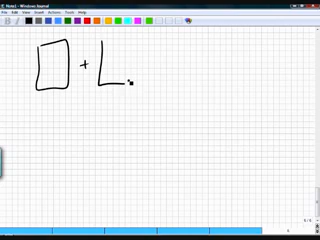 Note1 - Windows Journal
File Edit View Insert Actions Tools Help
+